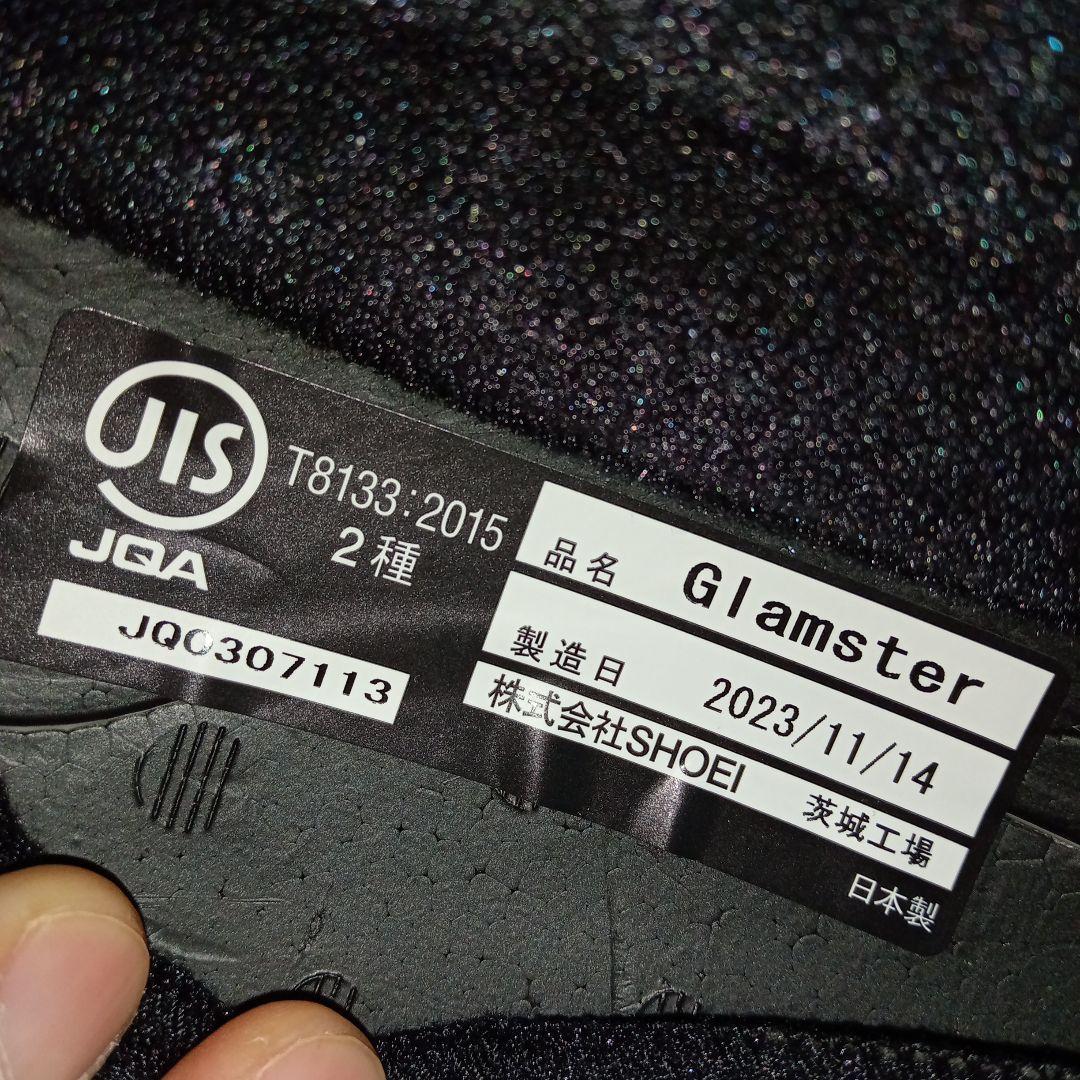 JIS
T8133:2015
2種
JQA
JQ0307113
品名 Glamster
製造日 2023/11/14
株式会社SHOEI 茨城工場
日本製